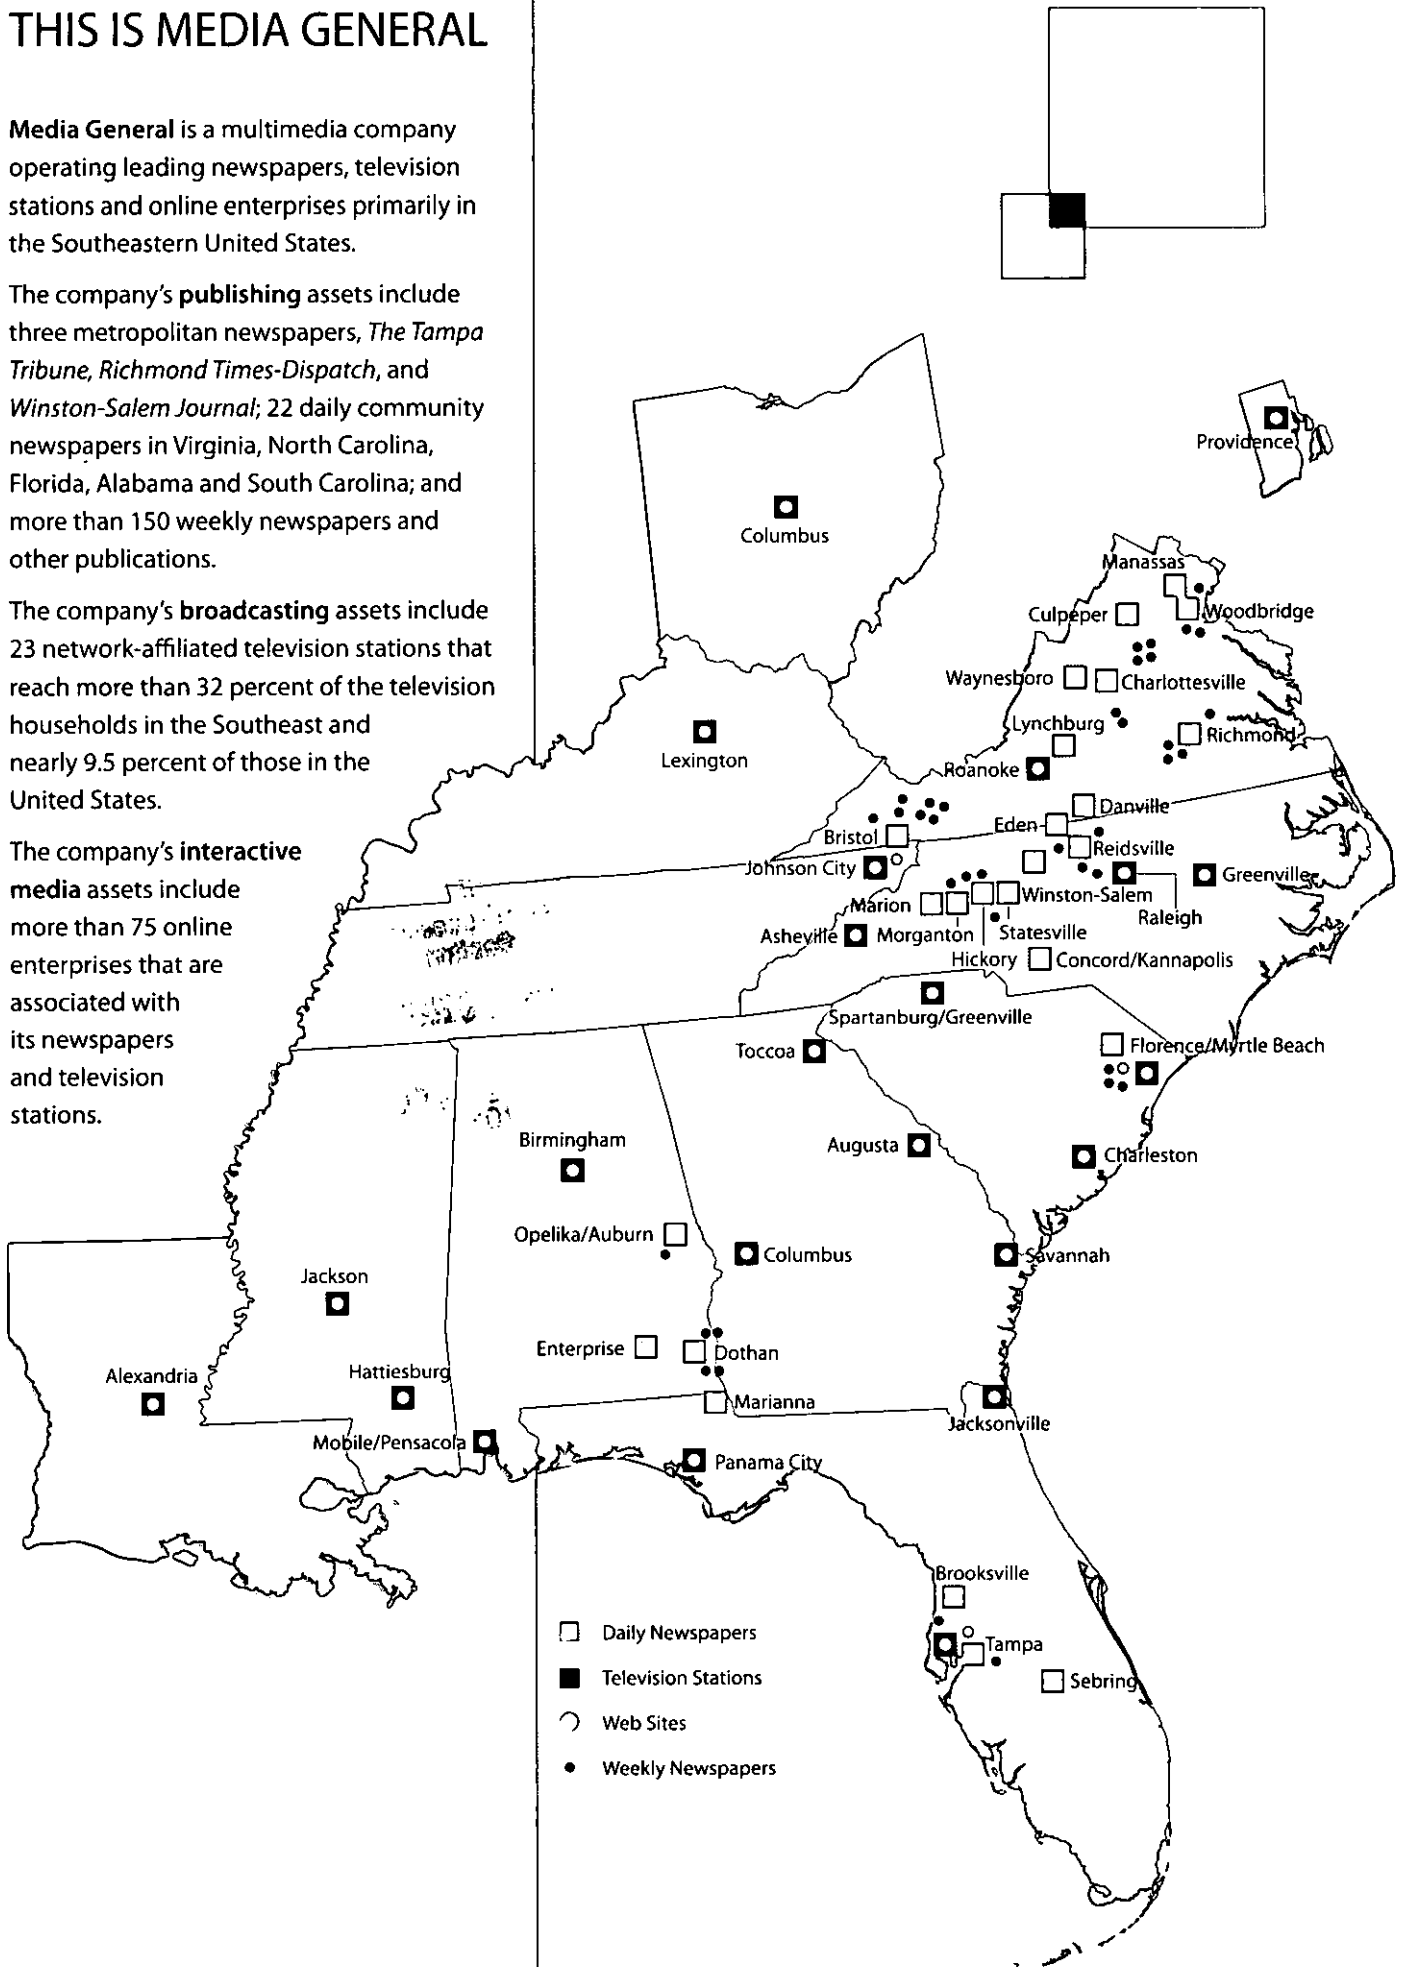 THIS IS MEDIA GENERAL
Media General is a multimedia company
operating leading newspapers, television
stations and online enterprises primarily in
the Southeastern United States.
The company's publishing assets include
three metropolitan newspapers, The Tampa
Tribune, Richmond Times-Dispatch, and
Winston-Salem Journal; 22 daily community
newspapers in Virginia, North Carolina,
Florida, Alabama and South Carolina; and
more than 150 weekly newspapers and
other publications.
The company's broadcasting assets include
23 network-affiliated television stations that
reach more than 32 percent of the television
households in the Southeast and
nearly 9.5 percent of those in the
United States.
The company's interactive
media assets include
more than 75 online
enterprises that are
associated with
its newspapers
and television
stations.
Providence
Columbus
Manassas
Culpeper
Woodbridge
Waynesboro
Charlottesville
Lynchburg
Richmond
Lexington
Roanoke
Danville
Eden
Bristol
Reidsville
Johnson City
Greenville
Winston-Salem
Marion
Raleigh
Asheville
Morganton
Statesville
Hickory
Concord/Kannapolis
Spartanburg/Greenville
Toccoa
Florence/Myrtle Beach
Birmingham
Augusta
Charleston
Opelika/Auburn
Columbus
Savannah
Jackson
Enterprise
Dothan
Alexandria
Hattiesburg
Marianna
Jacksonville
Mobile/Pensacola
Panama City
Brooksville
Tampa
Sebring
Daily Newspapers
Television Stations
Web Sites
Weekly Newspapers